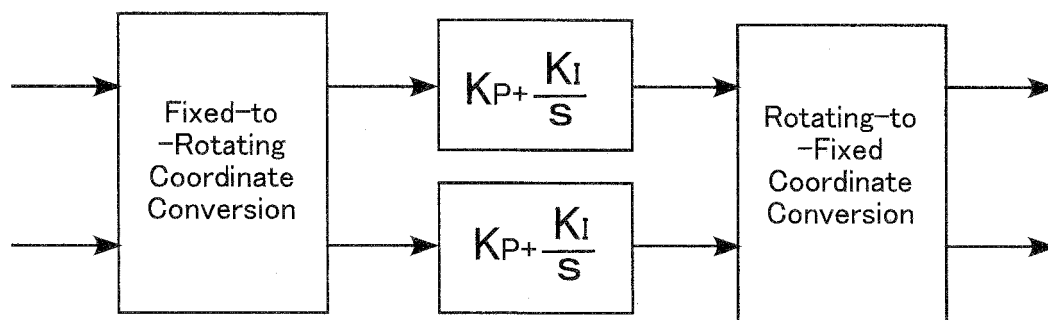 Fixed-to
-Rotating
Coordinate
Conversion
KP+ KI
s
KP+ KI
s
Rotating-to
-Fixed
Coordinate
Conversion